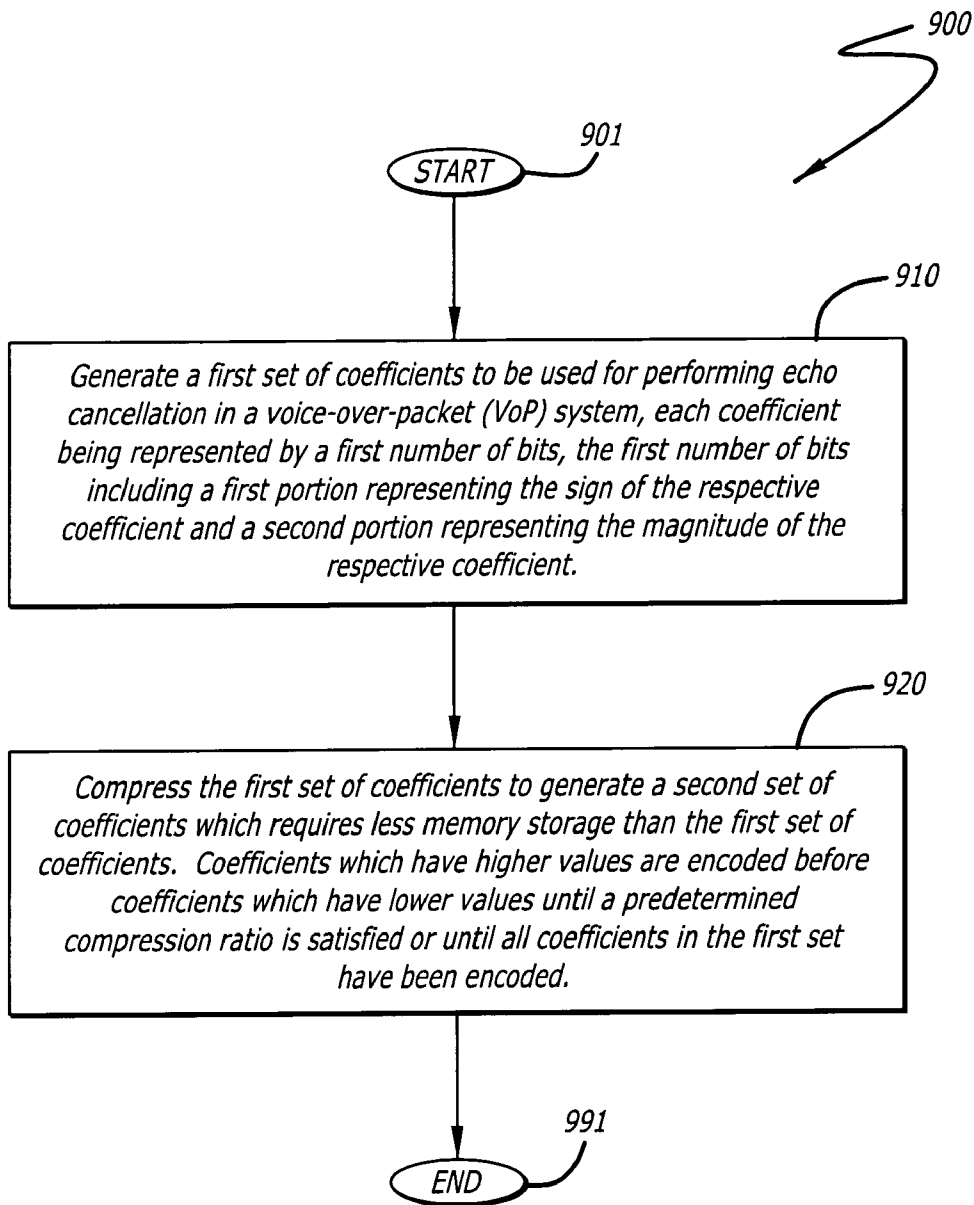 900
901
START
910
Generate a first set of coefficients to be used for performing echo
cancellation in a voice-over-packet (VoP) system, each coefficient
being represented by a first number of bits, the first number of bits
including a first portion representing the sign of the respective
coefficient and a second portion representing the magnitude of the
respective coefficient.
920
Compress the first set of coefficients to generate a second set of
coefficients which requires less memory storage than the first set of
coefficients. Coefficients which have higher values are encoded before
coefficients which have lower values until a predetermined
compression ratio is satisfied or until all coefficients in the first set
have been encoded.
991
END